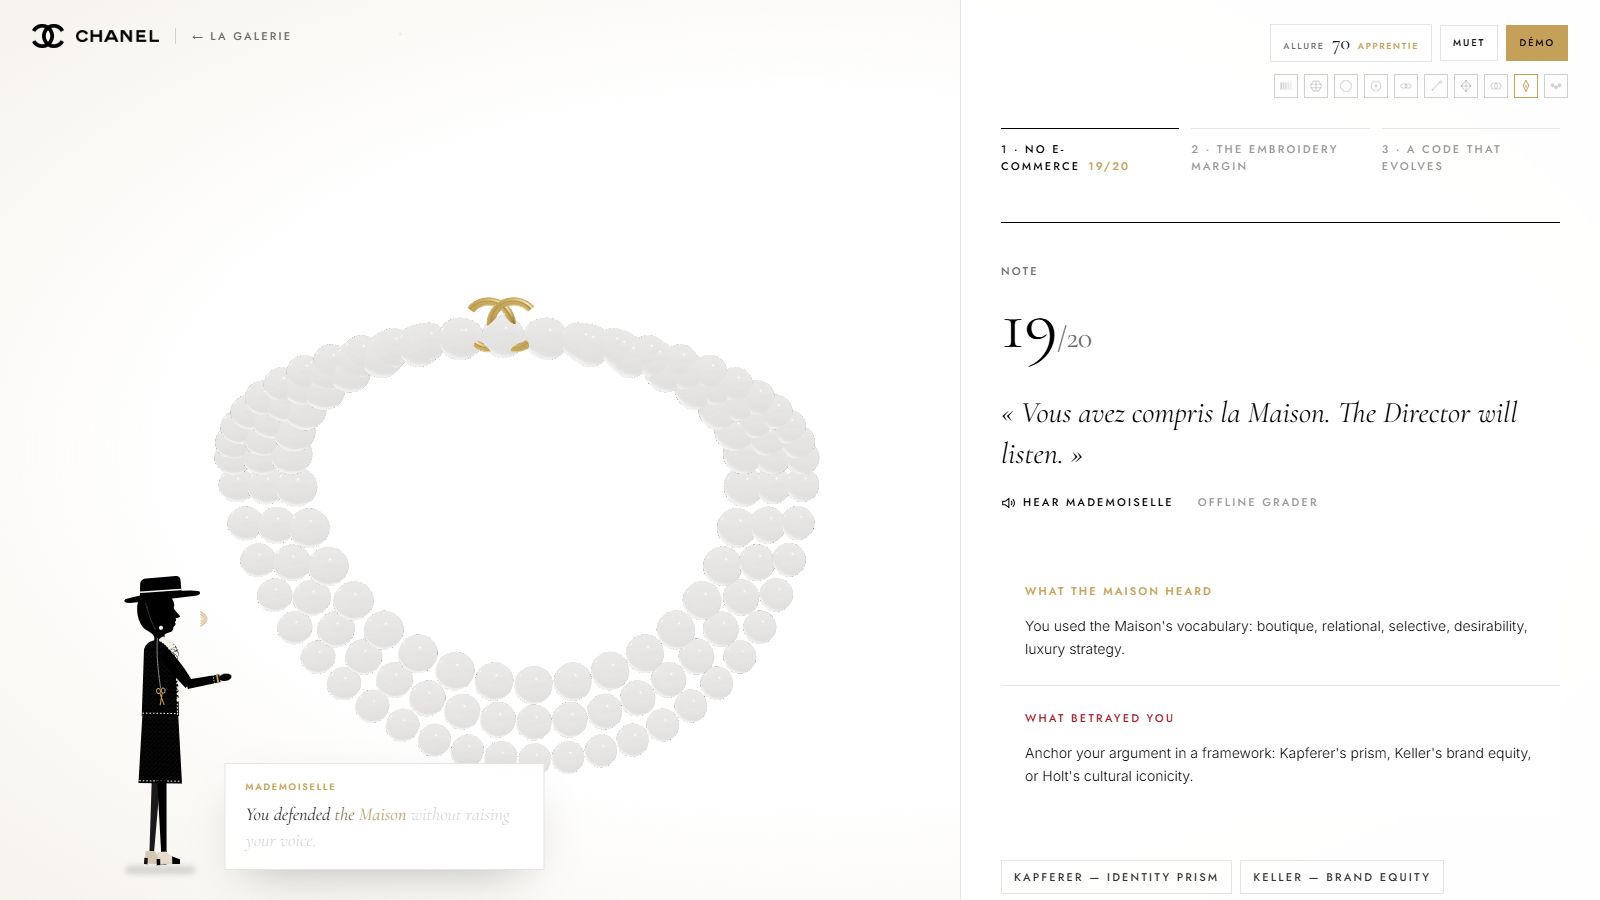 CHANEL
← LA GALERIE
ALLURE 70 APPRENTIE
MUET
DÉMO
1 · NO E-
COMMERCE 19/20
2 · THE EMBROIDERY
MARGIN
3 · A CODE THAT
EVOLVES
NOTE
19/20
« Vous avez compris la Maison. The Director will
listen. »
HEAR MADEMOISELLE
OFFLINE GRADER
WHAT THE MAISON HEARD
You used the Maison's vocabulary: boutique, relational, selective, desirability,
luxury strategy.
WHAT BETRAYED YOU
Anchor your argument in a framework: Kapferer's prism, Keller's brand equity,
or Holt's cultural iconicity.
KAPFERER — IDENTITY PRISM
KELLER — BRAND EQUITY
MADEMOISELLE
You defended the Maison without raising
your voice.